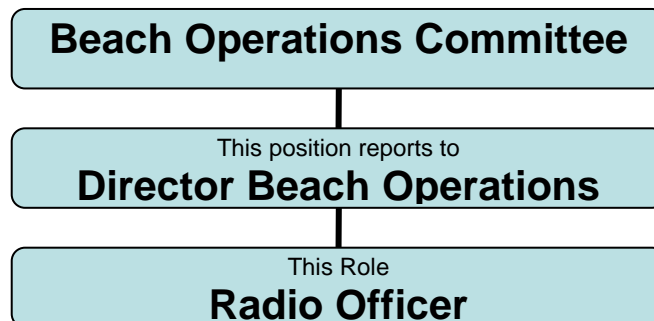 Beach Operations Committee
This position reports to
Director Beach Operations
This Role
Radio Officer